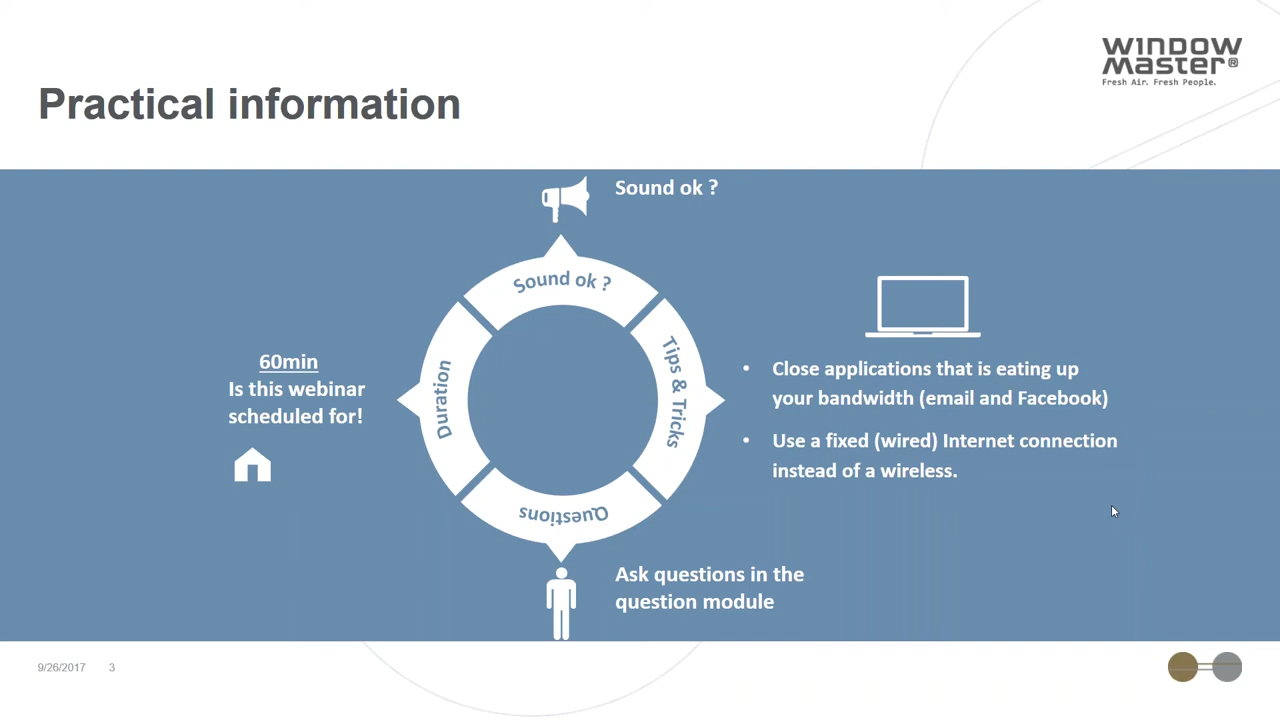 WINDOW
MASTER®
Fresh Air. Fresh People.
Practical information
Sound ok ?
Sound ok ?
Tips & Tricks
Questions
Duration
60min
Is this webinar
scheduled for!
• Close applications that is eating up
your bandwidth (email and Facebook)
• Use a fixed (wired) Internet connection
instead of a wireless.
Ask questions in the
question module
9/26/2017 3